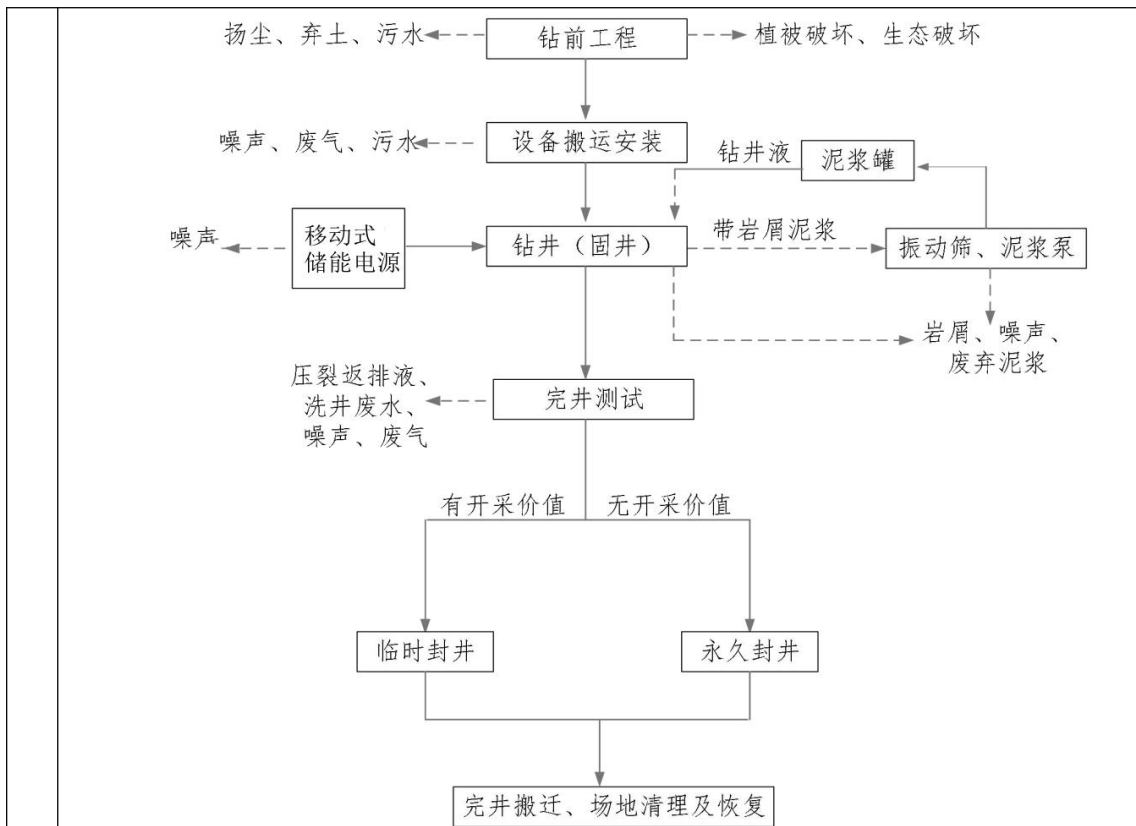 扬尘、弃土、污水
钻前工程
植被破坏、生态破坏
噪声、废气、污水
设备搬运安装
钻井液
泥浆罐
噪声
移动式
储能电源
钻井（固井）
带岩屑泥浆
振动筛、泥浆泵
岩屑、噪声、
废弃泥浆
压裂返排液、
洗井废水、
噪声、废气
完井测试
有开采价值
无开采价值
临时封井
永久封井
完井搬迁、场地清理及恢复